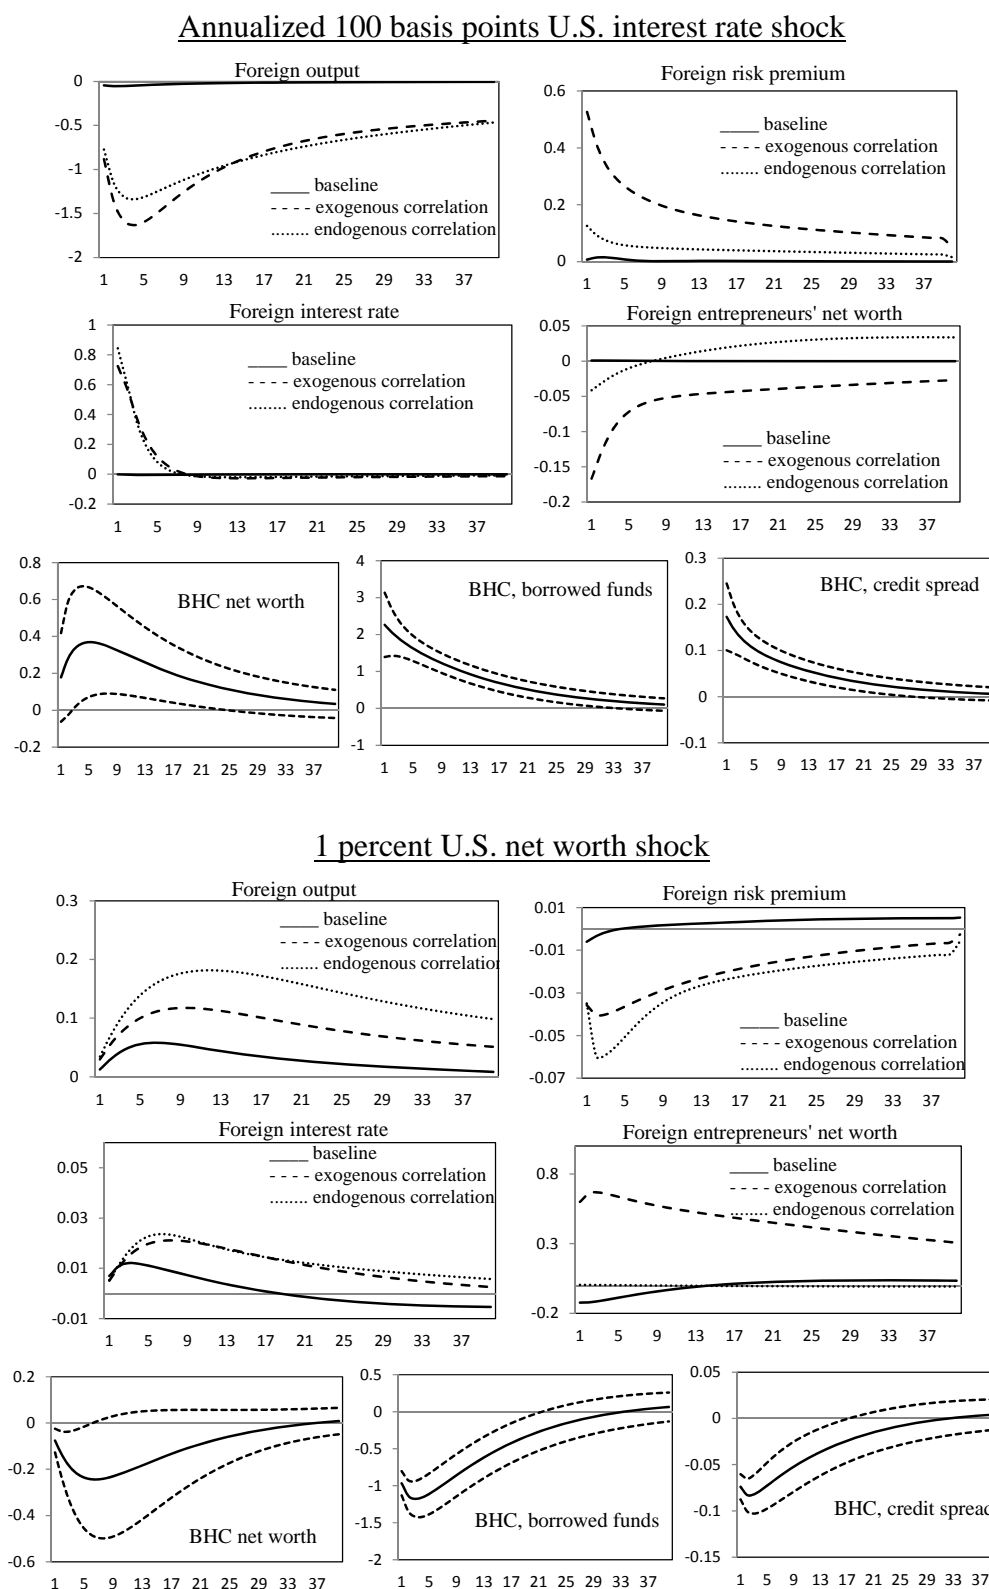 Annualized 100 basis points U.S. interest rate shock
Foreign output
0
-0.5
-1
-1.5
-2
____ baseline
- - - - exogenous correlation
........ endogenous correlation
1 5 9 13 17 21 25 29 33 37
Foreign risk premium
0.6
0.4
0.2
0
____ baseline
- - - - exogenous correlation
........ endogenous correlation
1 5 9 13 17 21 25 29 33 37
Foreign interest rate
1
0.8
0.6
0.4
0.2
0
-0.2
____ baseline
- - - - exogenous correlation
........ endogenous correlation
1 5 9 13 17 21 25 29 33 37
Foreign entrepreneurs' net worth
0.05
0
-0.05
-0.1
-0.15
-0.2
____ baseline
- - - - exogenous correlation
........ endogenous correlation
1 5 9 13 17 21 25 29 33 37
BHC net worth
0.8
0.6
0.4
0.2
0
-0.2
1 5 9 13 17 21 25 29 33 37
BHC, borrowed funds
4
3
2
1
0
-1
1 5 9 13 17 21 25 29 33 37
BHC, credit spread
0.3
0.2
0.1
0
-0.1
1 5 9 13 17 21 25 29 33 37
1 percent U.S. net worth shock
Foreign output
0.3
0.2
0.1
0
____ baseline
- - - - exogenous correlation
........ endogenous correlation
1 5 9 13 17 21 25 29 33 37
Foreign risk premium
0.01
-0.01
-0.03
-0.05
-0.07
____ baseline
- - - - exogenous correlation
........ endogenous correlation
1 5 9 13 17 21 25 29 33 37
Foreign interest rate
0.05
0.03
0.01
-0.01
____ baseline
- - - - exogenous correlation
........ endogenous correlation
1 5 9 13 17 21 25 29 33 37
Foreign entrepreneurs' net worth
0.8
0.3
-0.2
____ baseline
- - - - exogenous correlation
........ endogenous correlation
1 5 9 13 17 21 25 29 33 37
BHC net worth
0.2
0
-0.2
-0.4
-0.6
1 5 9 13 17 21 25 29 33 37
BHC, borrowed funds
0.5
0
-0.5
-1
-1.5
-2
1 5 9 13 17 21 25 29 33 37
BHC, credit spread
0.05
0
-0.05
-0.1
-0.15
1 5 9 13 17 21 25 29 33 37